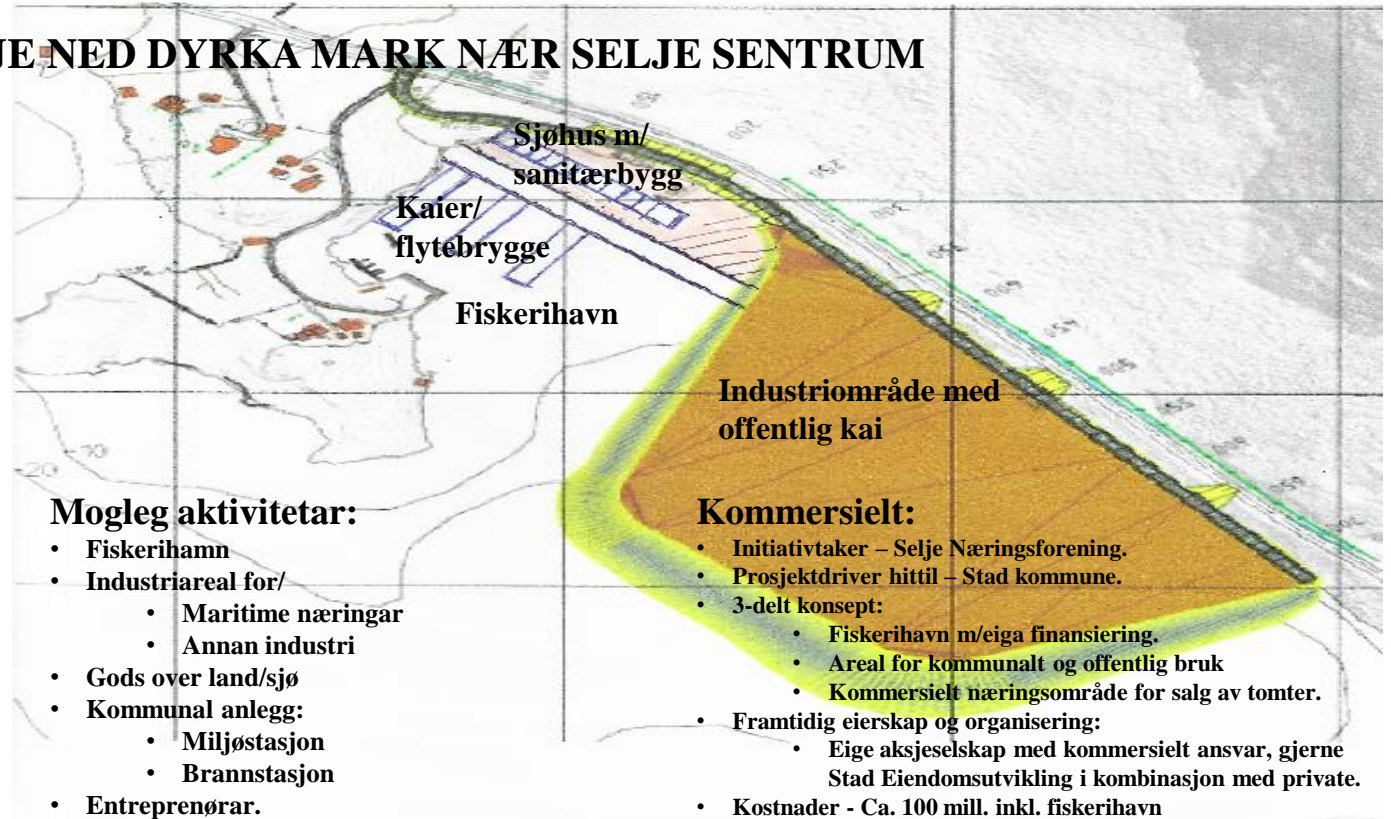 JE NED DYRKA MARK NÆR SELJE SENTRUM
Sjøhus m/
sanitærbygg
Kaier/
flytebrygge
Fiskerihavn
Industriområde med
offentlig kai
Mogleg aktivitetar:
• Fiskerihamn
• Industriareal for/
• Maritime næringar
• Annan industri
• Gods over land/sjø
• Kommunal anlegg:
• Miljøstasjon
• Brannstasjon
• Entreprenørar.
Kommersielt:
• Initiativtaker – Selje Næringsforening.
• Prosjektdriver hittil – Stad kommune.
• 3-delt konsept:
• Fiskerihavn m/eiga finansiering.
• Areal for kommunalt og offentlig bruk
• Kommersielt næringsområde for salg av tomter.
• Framtidig eierskap og organisering:
• Eige aksjeselskap med kommersielt ansvar, gjerne
Stad Eiendomsutvikling i kombinasjon med private.
• Kostnader - Ca. 100 mill. inkl. fiskerihavn